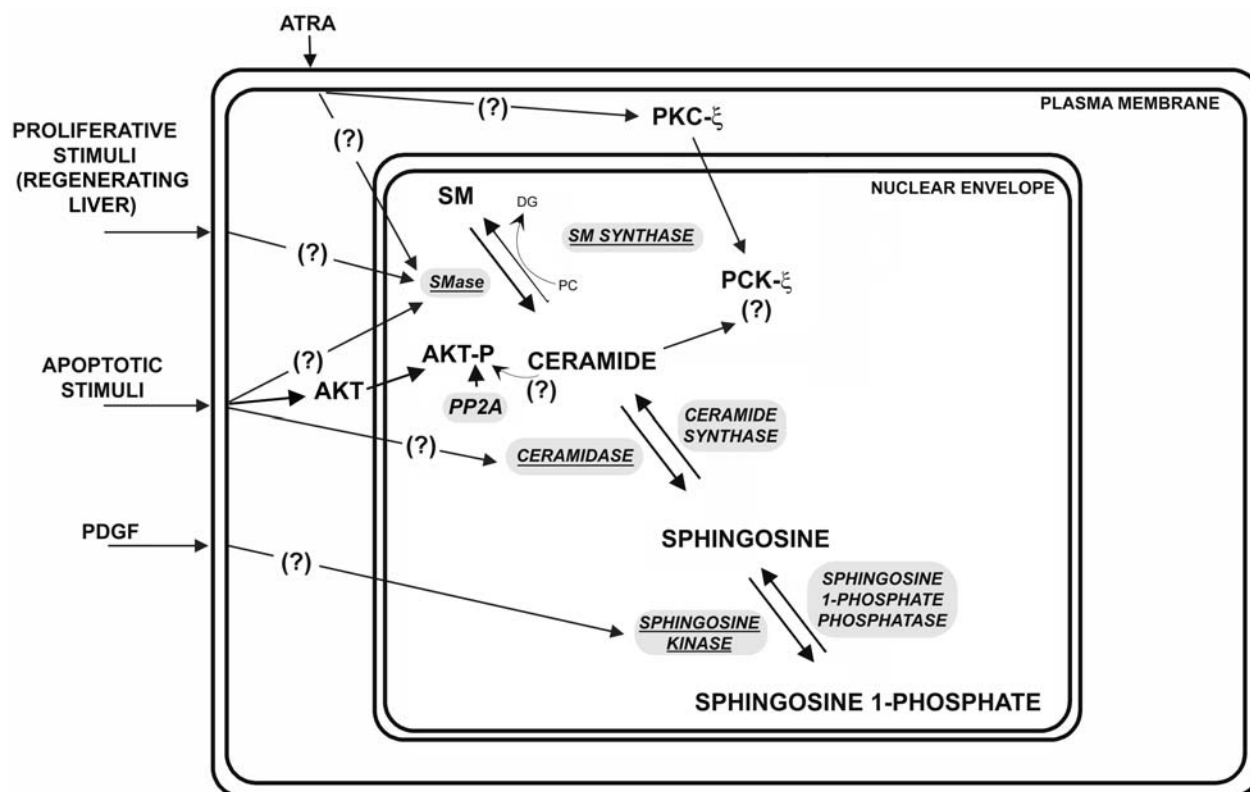 ATRA
PLASMA MEMBRANE
(?)
PKC-ξ
(?)
PROLIFERATIVE
STIMULI
(REGENERATING
LIVER)
NUCLEAR ENVELOPE
SM
DG
SM SYNTHASE
(?)
SMase
PC
PCK-ξ
(?)
(?)
APOPTOTIC
STIMULI
AKT
AKT-P
CERAMIDE
(?)
PP2A
CERAMIDE
SYNTHASE
(?)
CERAMIDASE
PDGF
(?)
SPHINGOSINE
SPHINGOSINE
1-PHOSPHATE
PHOSPHATASE
SPHINGOSINE
KINASE
SPHINGOSINE 1-PHOSPHATE